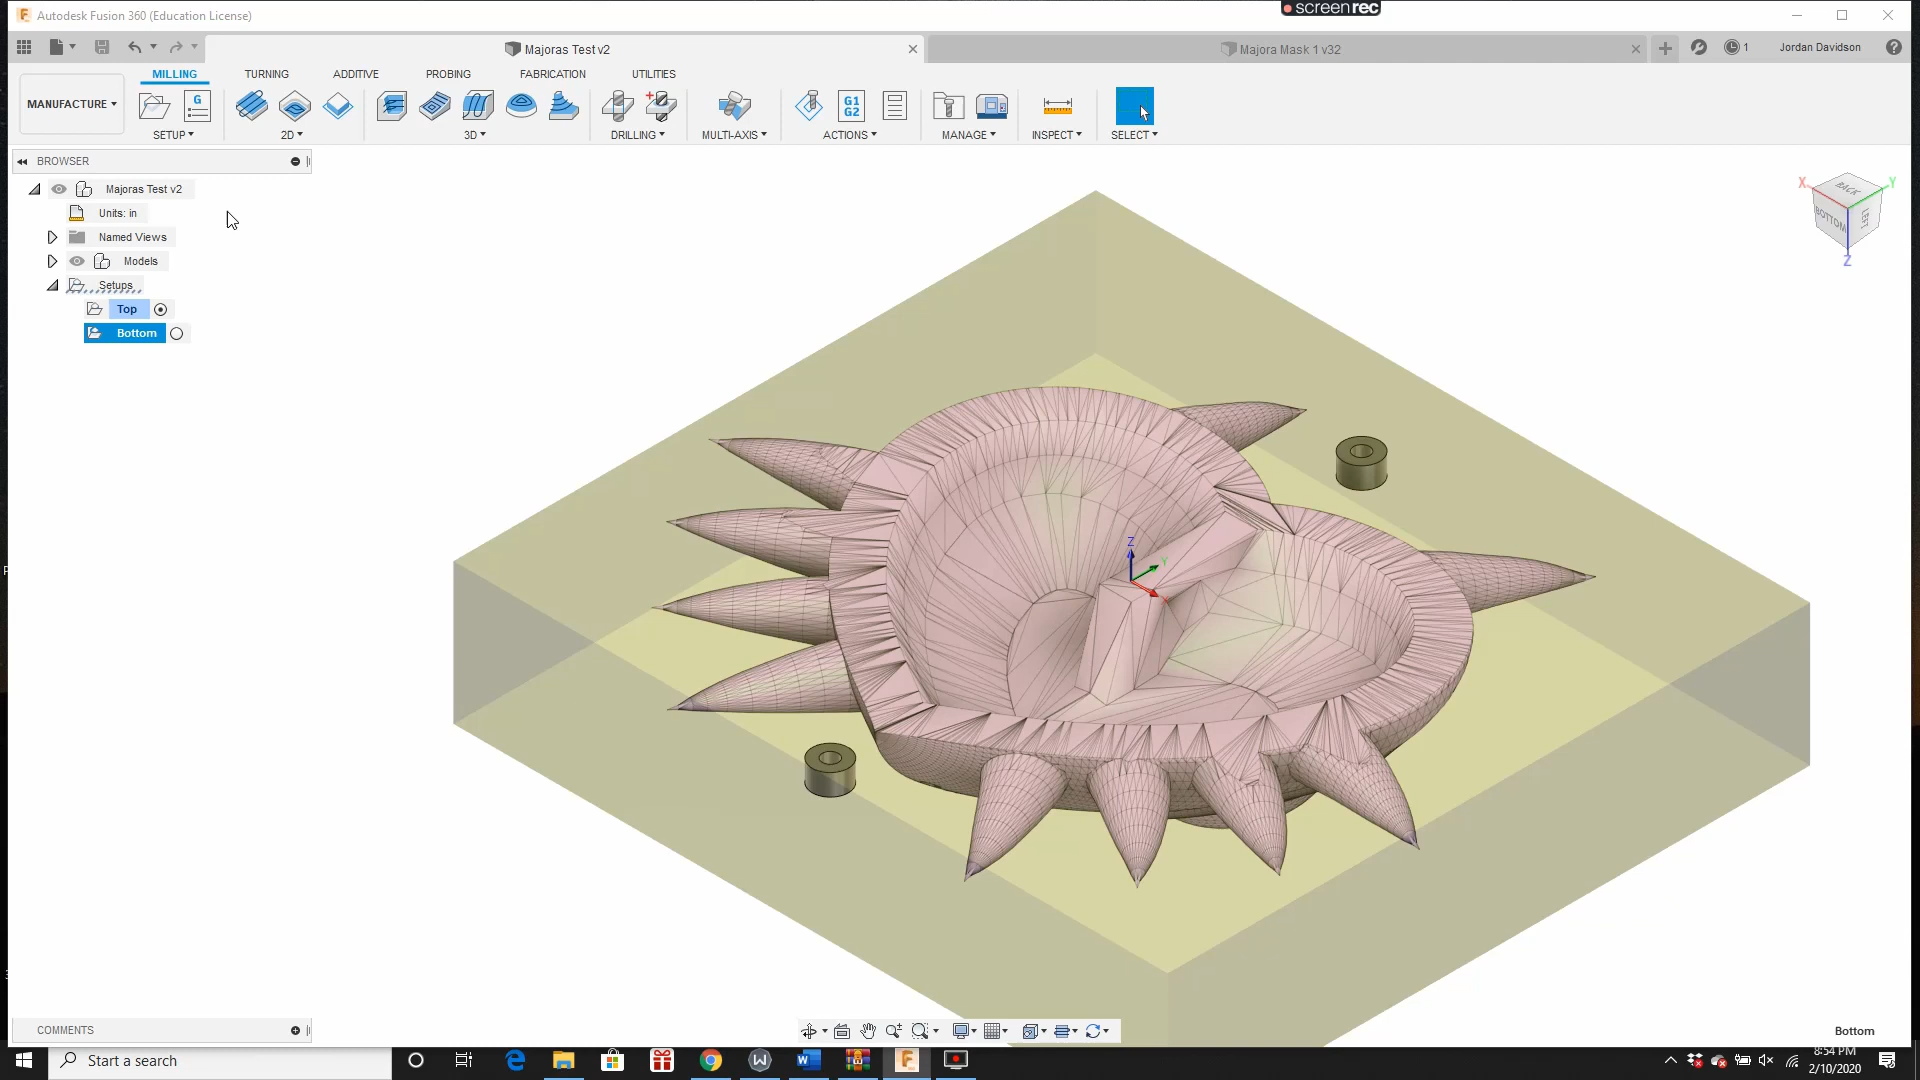 Autodesk Fusion 360 (Education License)
screenrec
Majoras Test v2
Majora Mask 1 v32
1
Jordan Davidson
MILLING
TURNING
ADDITIVE
PROBING
FABRICATION
UTILITIES
MANUFACTURE
G
G1
G2
SETUP
2D
3D
DRILLING
MULTI-AXIS
ACTIONS
MANAGE
INSPECT
SELECT
BROWSER
Majoras Test v2
Units: in
Named Views
Models
Setups
Top
Bottom
X
Y
BACK
BOTTOM
LEFT
Z
Z
Y
X
COMMENTS
Bottom
Start a search
8:54 PM
2/10/2020